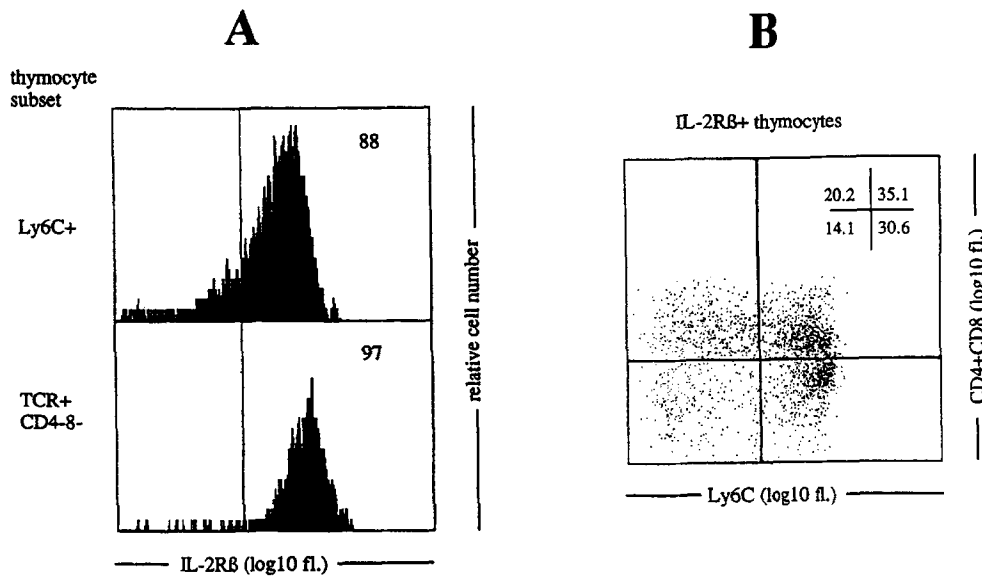 A
thymocyte
subset
88
Ly6C+
97
TCR+
CD4-8-
relative cell number
IL-2Rß (log10 fl.)
B
IL-2Rß+ thymocytes
20.2 35.1
14.1 30.6
CD4+CD8 (log10 fl.)
Ly6C (log10 fl.)